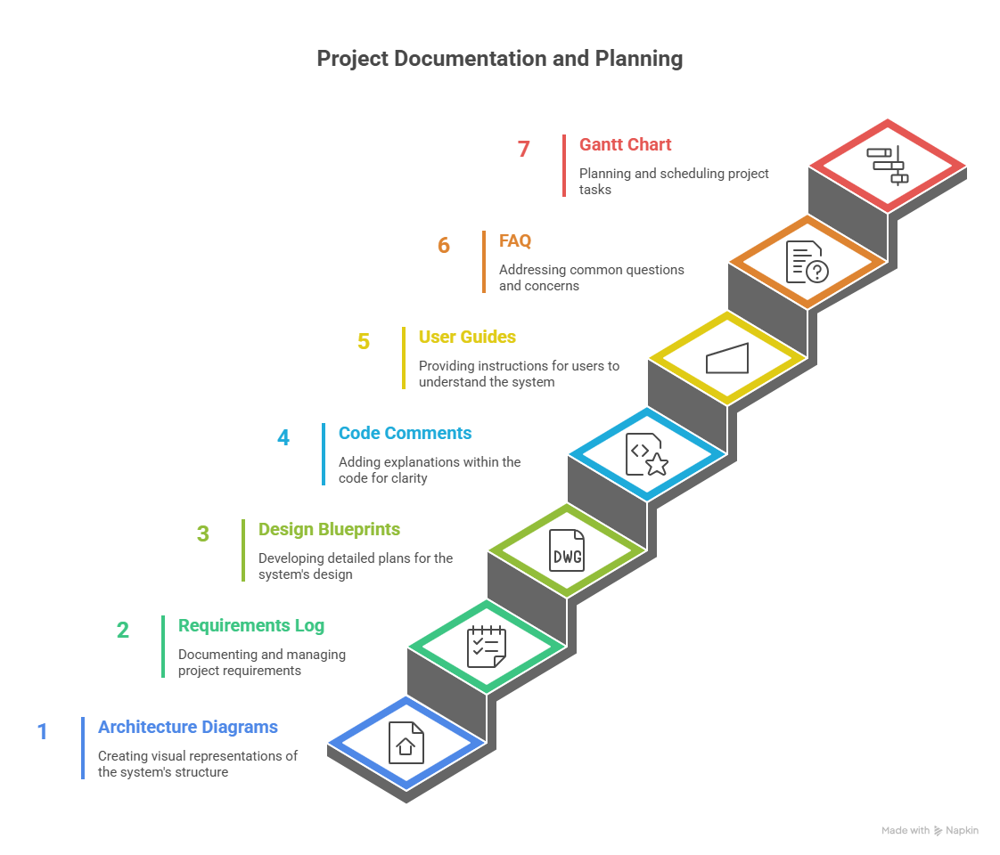 Project Documentation and Planning
7
Gantt Chart
Planning and scheduling project
tasks
6
FAQ
Addressing common questions
and concerns
5
User Guides
Providing instructions for users to
understand the system
4
Code Comments
Adding explanations within the
code for clarity
3
Design Blueprints
Developing detailed plans for the
system's design
DWG
2
Requirements Log
Documenting and managing
project requirements
1
Architecture Diagrams
Creating visual representations of
the system's structure
Made with Napkin